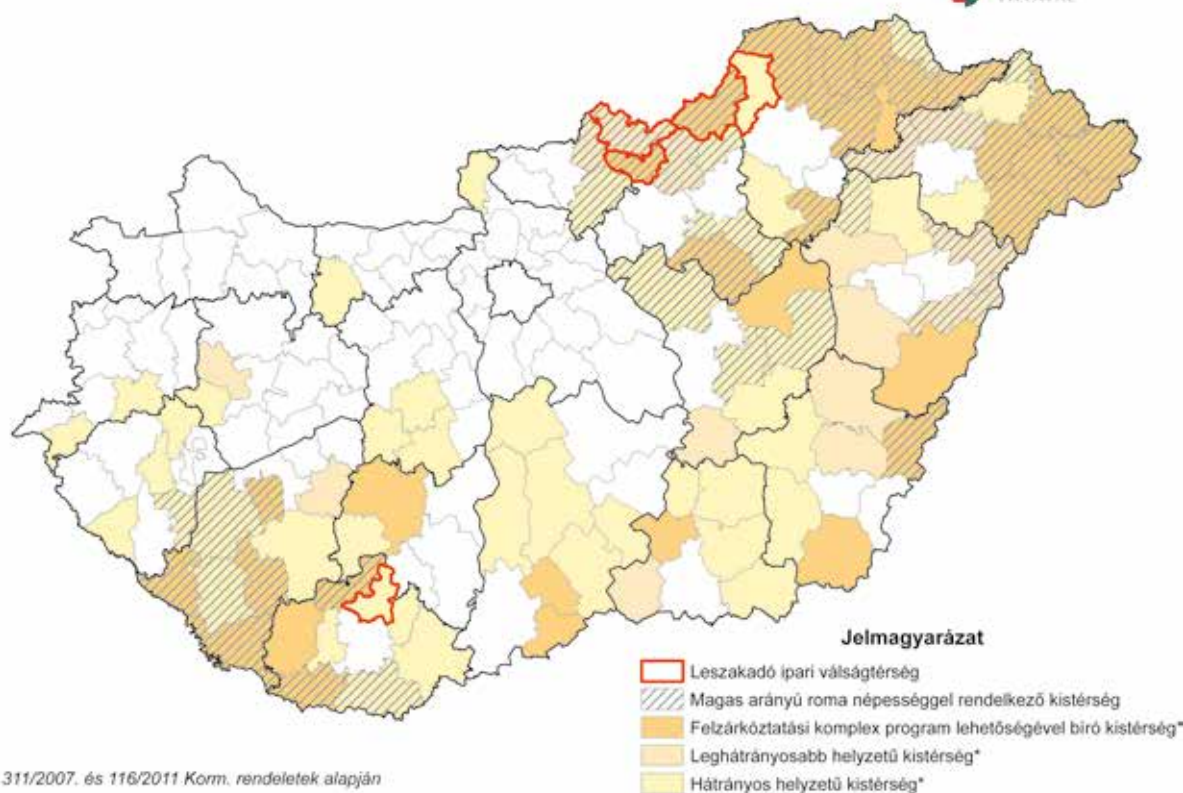 Jelmagyarázat
Leszakadó ipari válságtérség
Magas arányú roma népességgel rendelkező kistérség
Felzárkóztatási komplex program lehetőségével bíró kistérség*
Leghátrányosabb helyzetű kistérség*
Hátrányos helyzetű kistérség*
311/2007. és 116/2011 Korm. rendeletek alapján